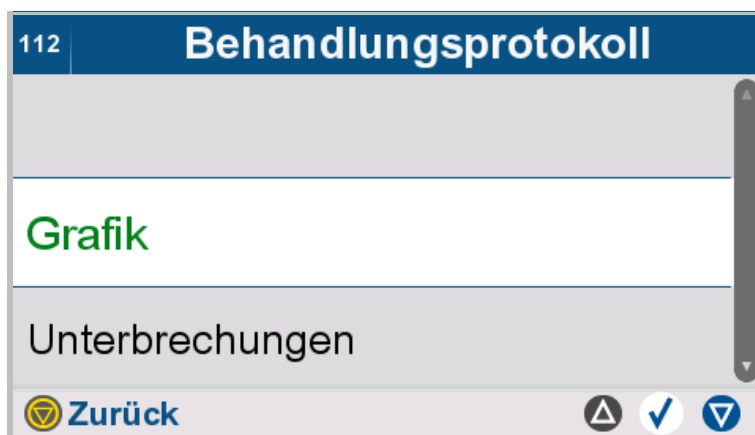 112
Behandlungsprotokoll
Grafik
Unterbrechungen
Zurück